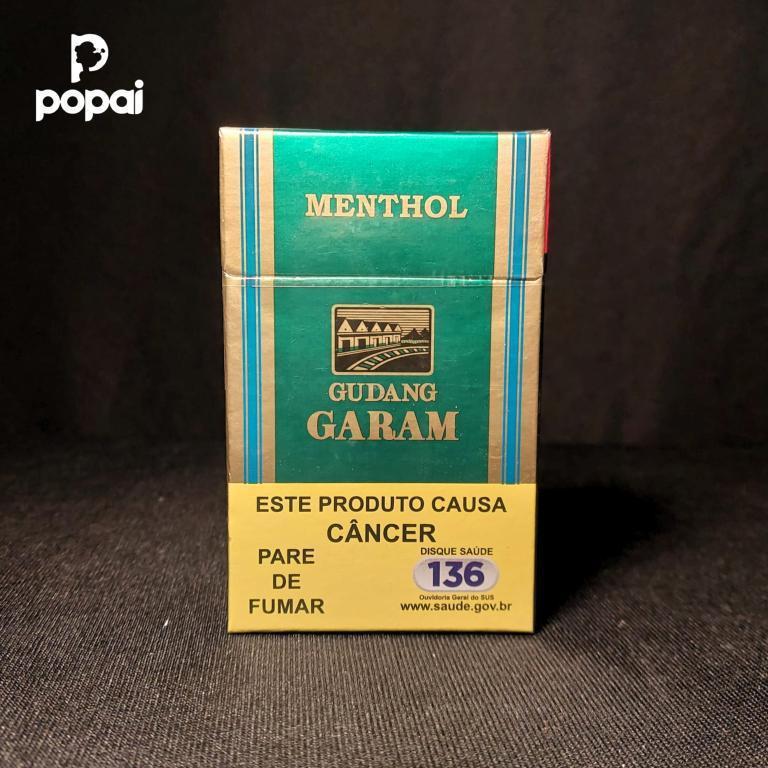 popai
MENTHOL
GUDANG
GARAM
ESTE PRODUTO CAUSA
CÂNCER
PARE
DE
FUMAR
DISQUE SAÚDE
136
Ouvidoria Geral do SUS
www.saude.gov.br